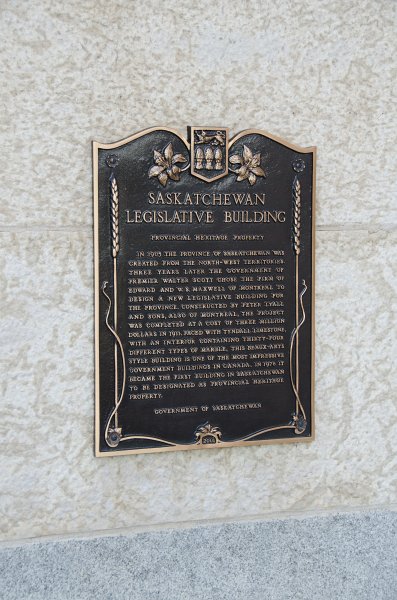 SASKATCHEWAN
LEGISLATIVE BUILDING
PROVINCIAL HERITAGE PROPERTY
IN 1905 THE PROVINCE OF SASKATCHEWAN WAS
CREATED FROM THE NORTH-WEST TERRITORIES.
THREE YEARS LATER THE GOVERNMENT OF
PREMIER WALTER SCOTT CHOSE THE FIRM OF
EDWARD AND W. S. MAXWELL OF MONTREAL TO
DESIGN A NEW LEGISLATIVE BUILDING FOR
THE PROVINCE. CONSTRUCTED BY PETER LYALL
AND SONS, ALSO OF MONTREAL, THE PROJECT
WAS COMPLETED AT A COST OF THREE MILLION
DOLLARS IN 1912. FACED WITH TYNDALL LIMESTONE,
WITH AN INTERIOR CONTAINING THIRTY-FOUR
DIFFERENT TYPES OF MARBLE, THIS BEAUX-ARTS
STYLE BUILDING IS ONE OF THE MOST IMPRESSIVE
GOVERNMENT BUILDINGS IN CANADA. IN 1978 IT
BECAME THE FIRST BUILDING IN SASKATCHEWAN
TO BE DESIGNATED AS PROVINCIAL HERITAGE
PROPERTY.
GOVERNMENT OF SASKATCHEWAN